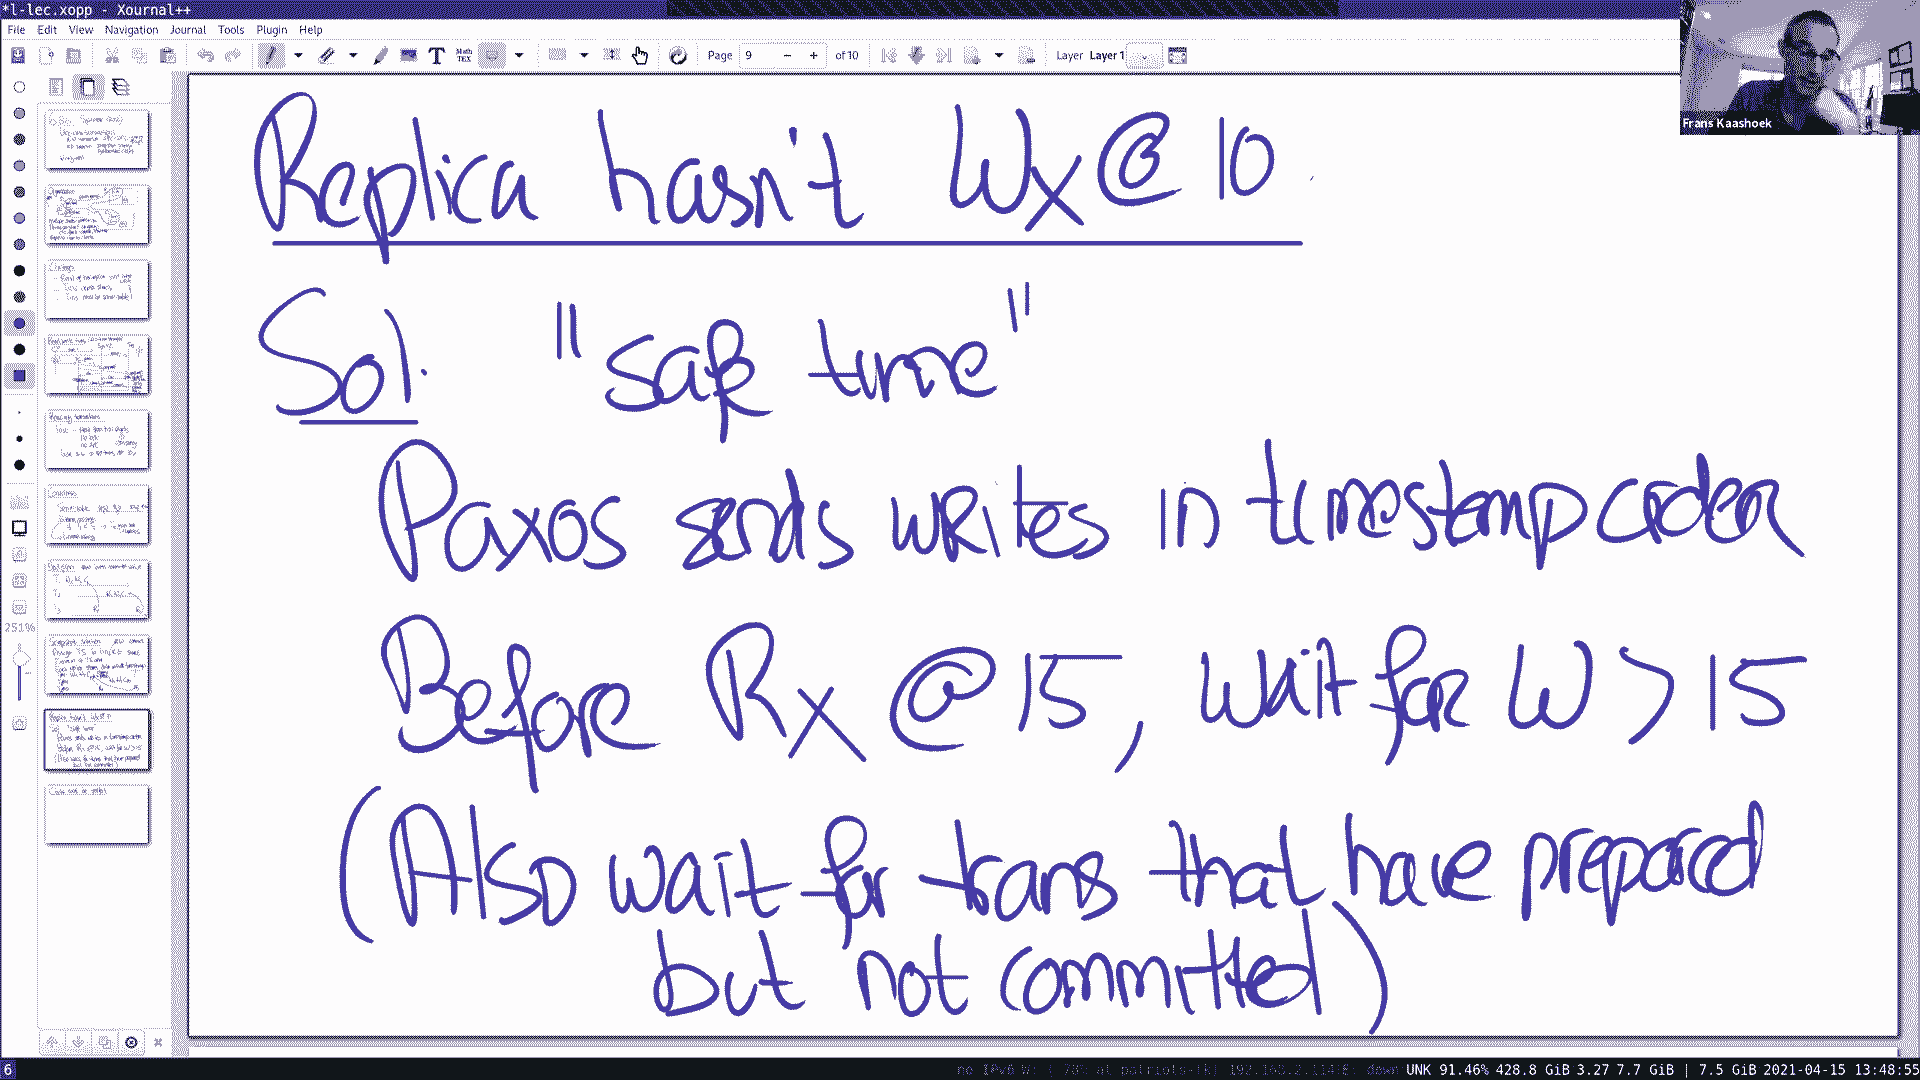 *l-lec.xopp - Xournal++
File Edit View Navigation Journal Tools Plugin Help
Page 9 of 10 Layer Layer 1
Frans Kaashoek
251%
Replica hasn't Wx@10
Sol. "safe time"
Paxos sends writes in timestamp order
Before Rx @ 15, wait for W > 15
(Also wait for trans that have prepared
but not committed)
6
UNK 91.46% 428.8 GiB 3.27 7.7 GiB | 7.5 GiB 2021-04-15 13:48:55